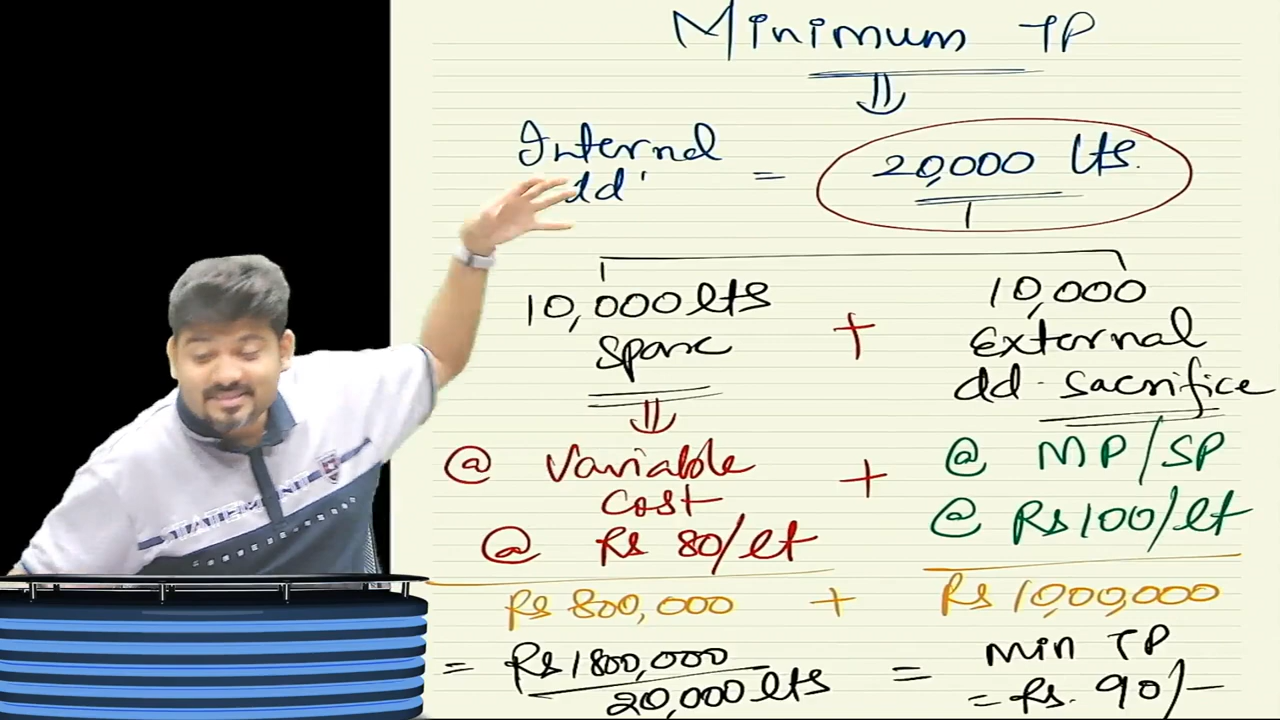 Minimum TP
⇓
Internal dd' = 20,000 lts.
10,000 lts spare + 10,000 External dd. sacrifice
⇓
@ Variable cost + @ MP/SP
@ Rs 80/lt @ Rs 100/lt
Rs 800,000 + Rs 10,00,000
= Rs 1800,000 / 20,000 lts = Min TP = Rs. 90/-
STATEMENT